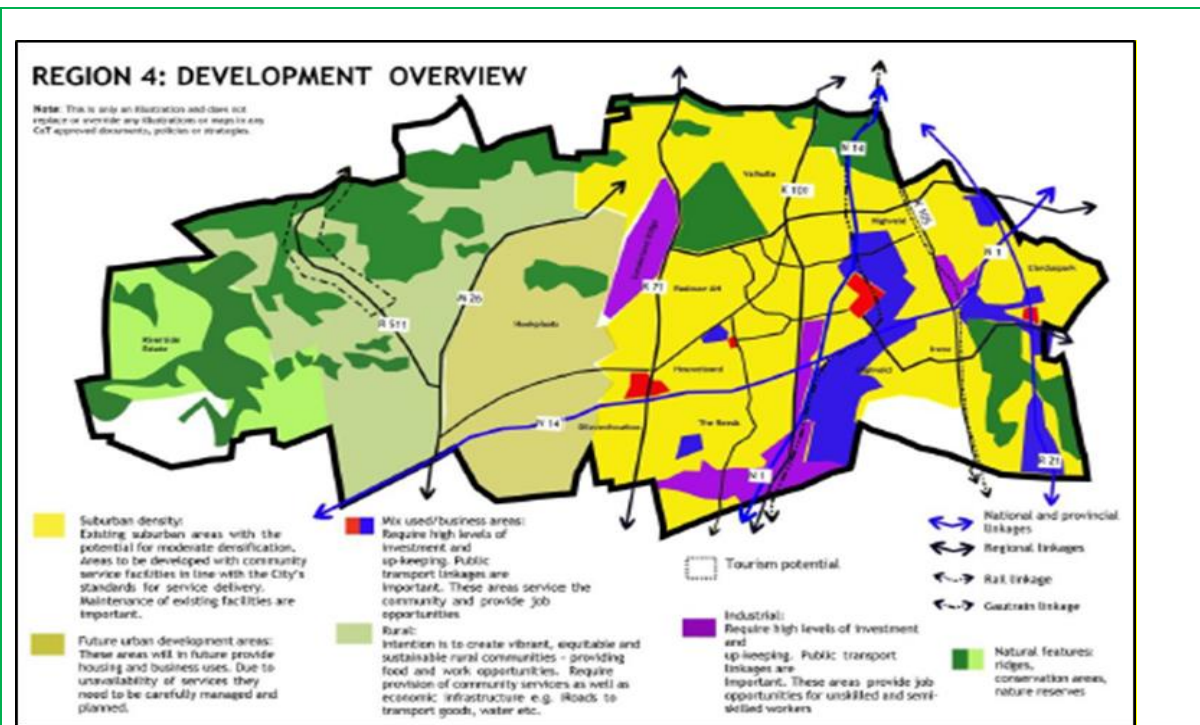 REGION 4: DEVELOPMENT OVERVIEW
Note: This is only an illustration and does not
replace or override any illustrations or maps in any
CoT approved documents, policies or strategies.
N 14
Valhalla
K 101
Highveld
N 1
R 21
K 71
N 26
R 511
Irene
The Reeds
N 14
N 1
Suburban density:
Existing suburban areas with the
potential for moderate densification.
Areas to be developed with community
service facilities in line with the City's
standards for service delivery.
Maintenance of existing facilities are
important.
Future urban development areas:
These areas will in future provide
housing and business uses. Due to
unavailability of services they
need to be carefully managed and
planned.
Mix used/business areas:
Require high levels of
investment and
up-keeping. Public
transport linkages are
important. These areas service the
community and provide job
opportunities
Rural:
Intention is to create vibrant, equitable and
sustainable rural communities - providing
food and work opportunities. Require
provision of community services as well as
economic infrastructure e.g. iRoads to
transport goods, water etc.
Tourism potential
Industrial:
Require high levels of investment
and
up-keeping. Public transport
linkages are
important. These areas provide job
opportunities for unskilled and semi-
skilled workers
National and provincial
linkages
Regional linkages
Rail linkage
Gautrain linkage
Natural features:
ridges,
conservation areas,
nature reserves